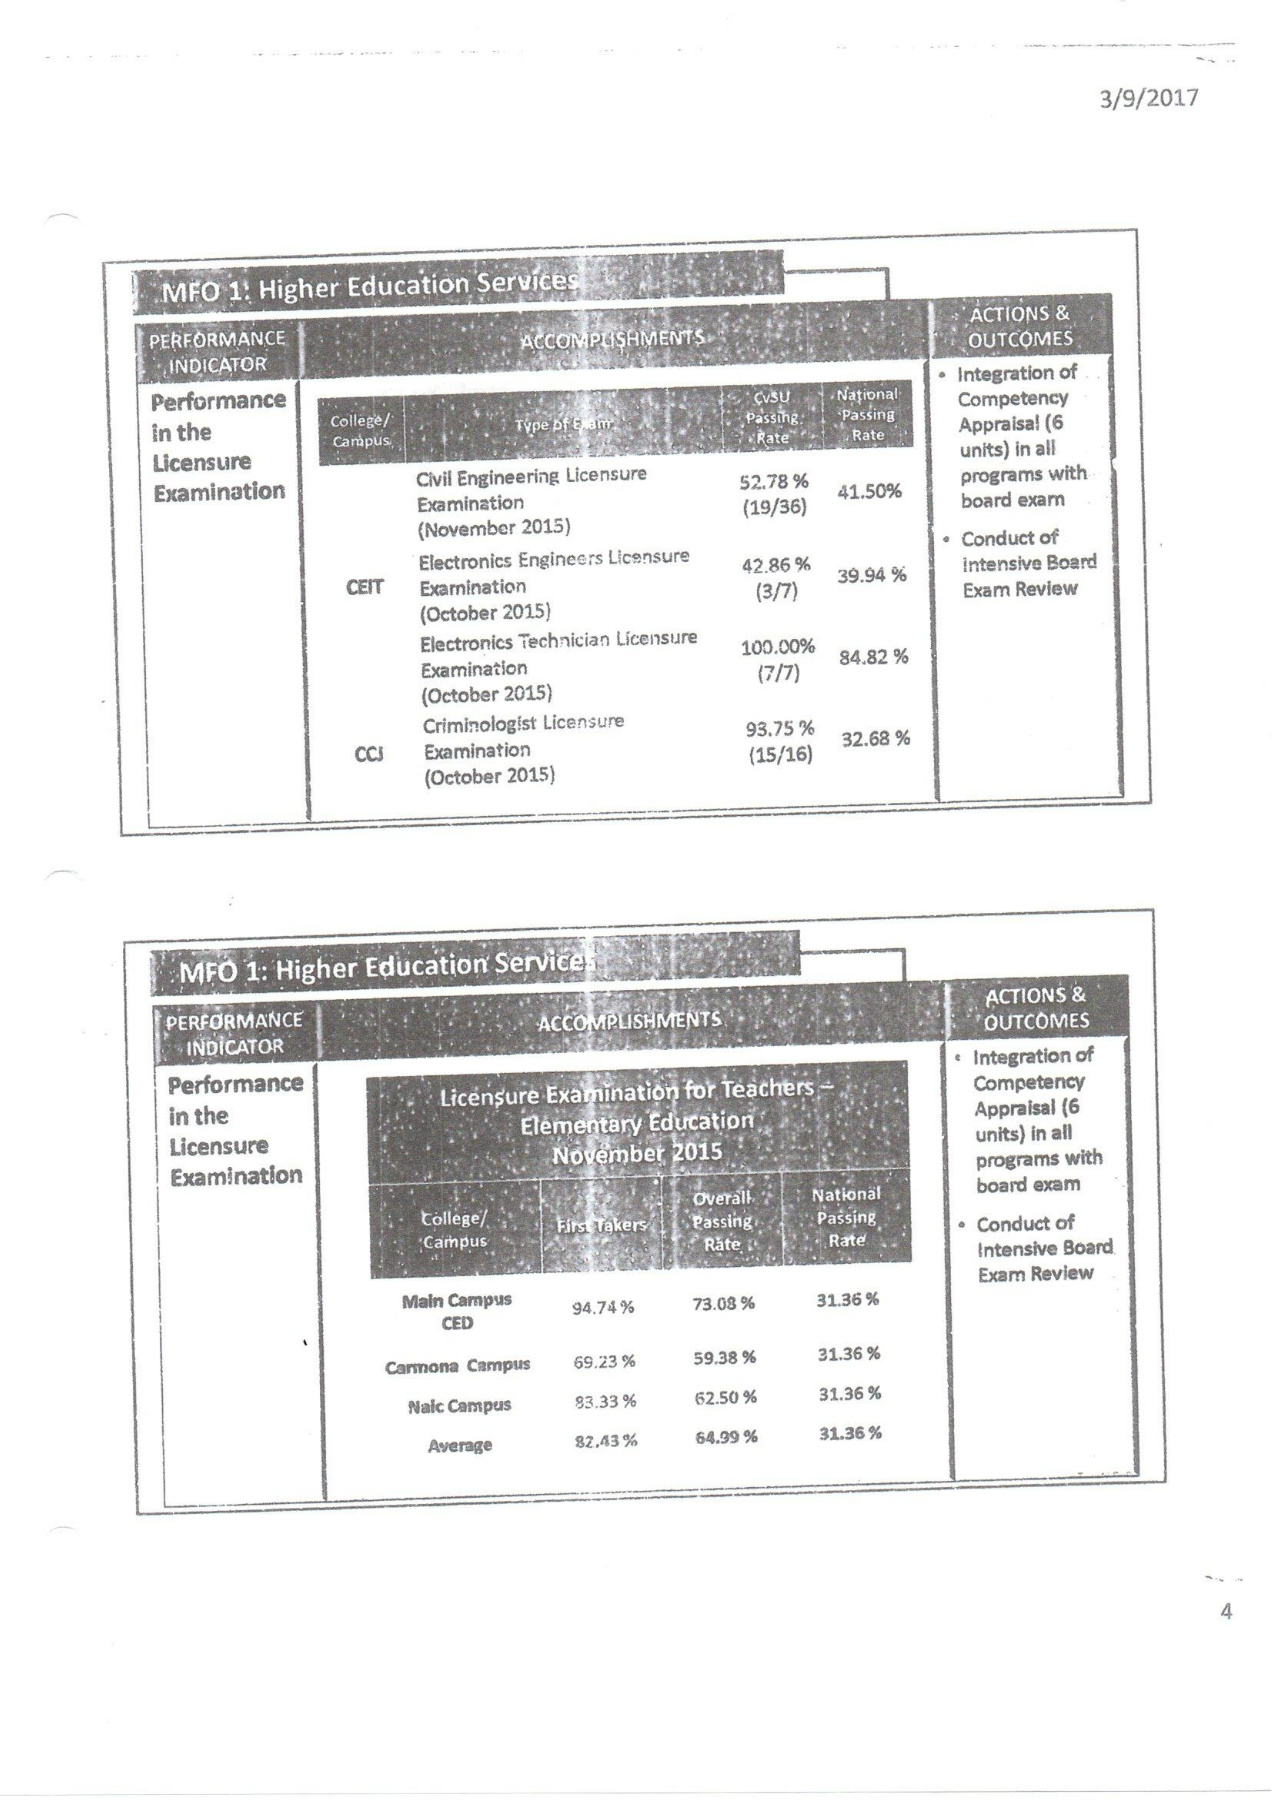 3/9/2017
MFO 1: Higher Education Services
PERFORMANCE
INDICATOR
ACCOMPLISHMENTS
ACTIONS &
OUTCOMES
Performance
in the
Licensure
Examination
College/
Campus
Type of Exam
CvSU
Passing
Rate
National
Passing
Rate
Civil Engineering Licensure
Examination
(November 2015)
52.78 %
(19/36)
41.50%
CEIT
Electronics Engineers Licensure
Examination
(October 2015)
42.86 %
(3/7)
39.94 %
Electronics Technician Licensure
Examination
(October 2015)
100.00%
(7/7)
84.82 %
CCJ
Criminologist Licensure
Examination
(October 2015)
93.75 %
(15/16)
32.68 %
• Integration of
Competency
Appraisal (6
units) in all
programs with
board exam
• Conduct of
Intensive Board
Exam Review
MFO 1: Higher Education Services
PERFORMANCE
INDICATOR
ACCOMPLISHMENTS
ACTIONS &
OUTCOMES
Performance
in the
Licensure
Examination
Licensure Examination for Teachers –
Elementary Education
November 2015
College/
Campus
First Takers
Overall
Passing
Rate
National
Passing
Rate
Main Campus
CED
94.74 %
73.08 %
31.36 %
Carmona Campus
69.23 %
59.38 %
31.36 %
Naic Campus
83.33 %
62.50 %
31.36 %
Average
82.43 %
64.99 %
31.36 %
• Integration of
Competency
Appraisal (6
units) in all
programs with
board exam
• Conduct of
Intensive Board
Exam Review
4